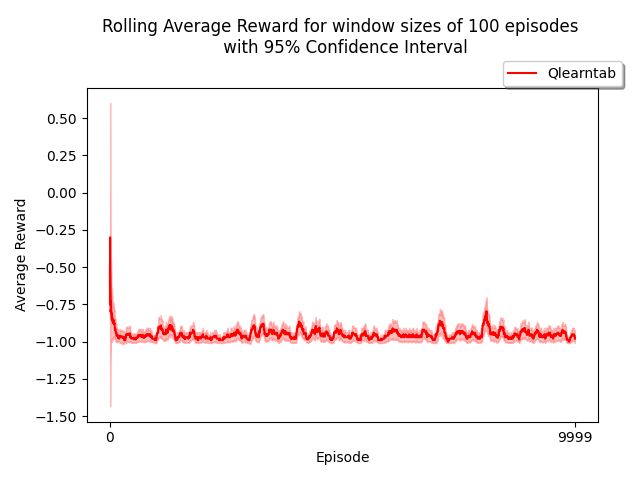 Rolling Average Reward for window sizes of 100 episodes
with 95% Confidence Interval
Qlearntab
0.50
0.25
0.00
−0.25
−0.50
−0.75
−1.00
−1.25
−1.50
Average Reward
0
9999
Episode